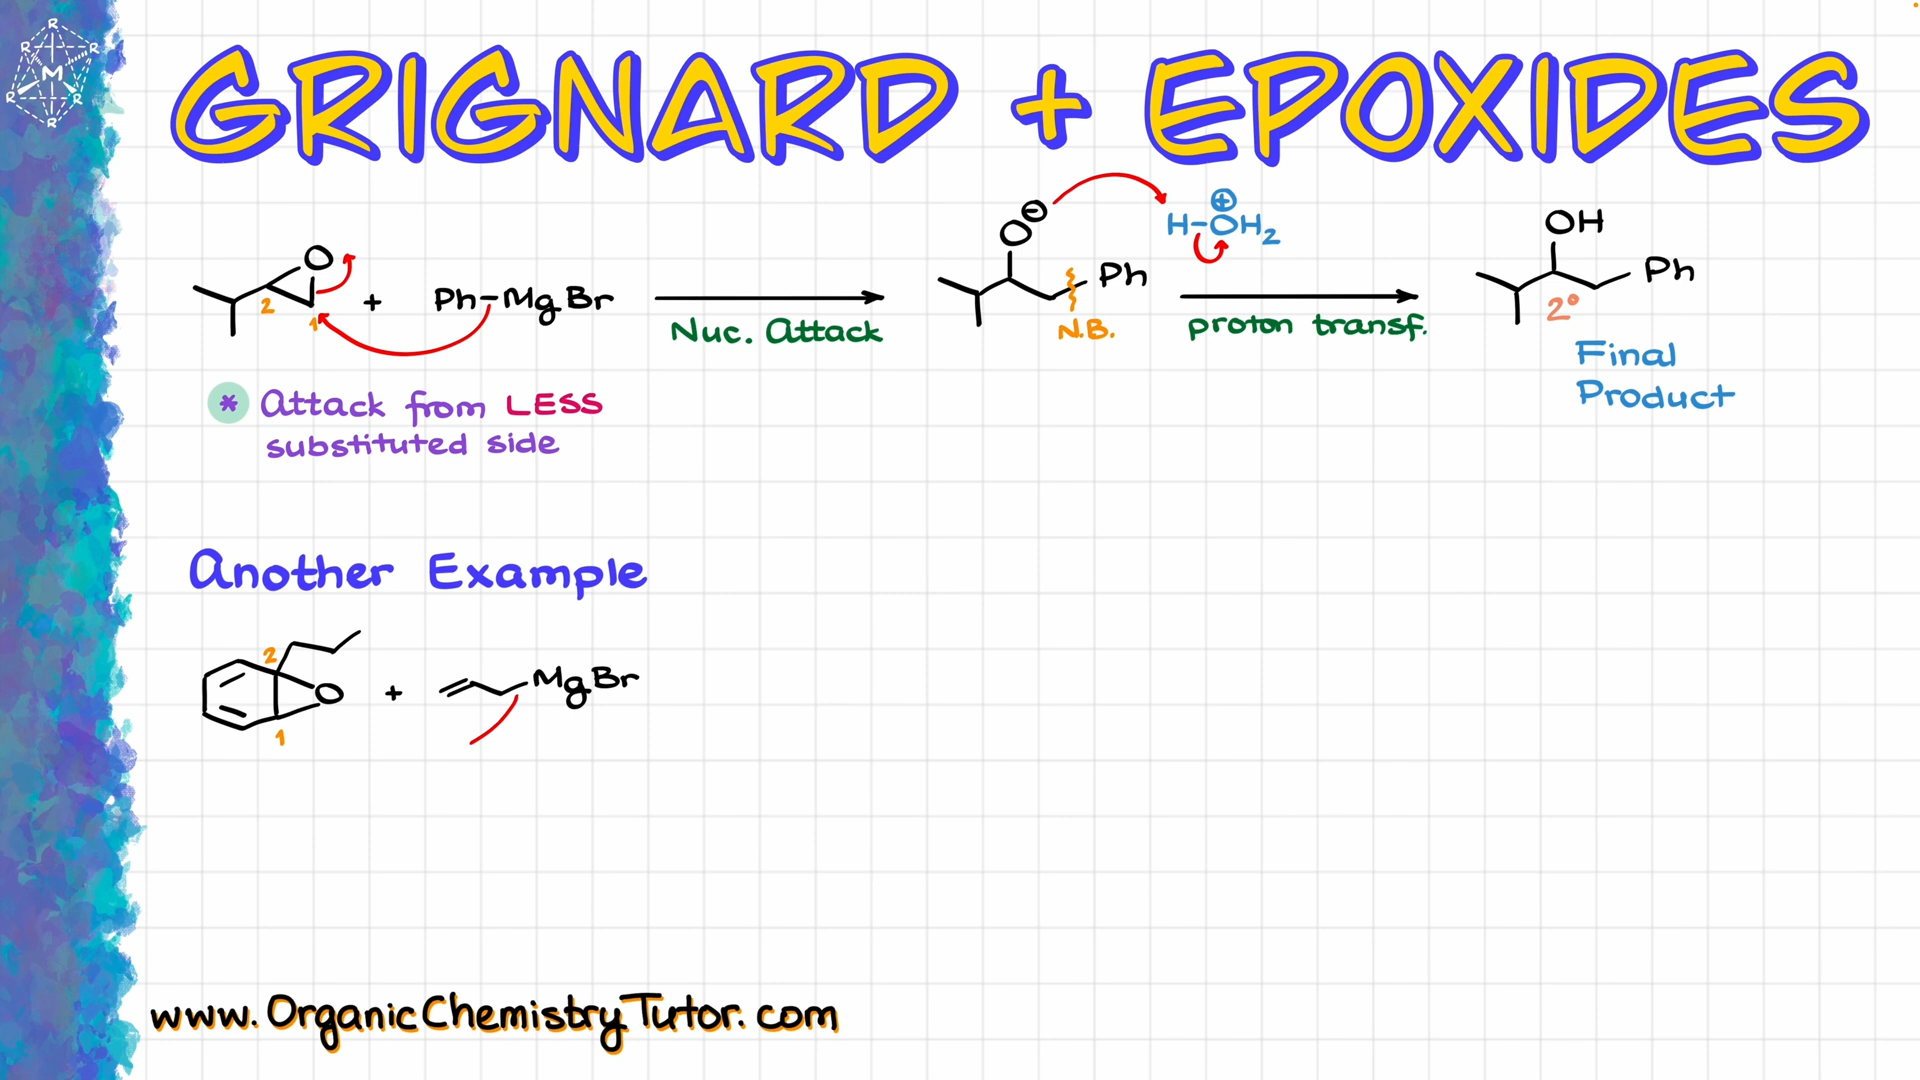 R
R R
M
R R
R
GRIGNARD + EPOXIDES
O
2 1
+ Ph-MgBr
Nuc. Attack
O⊖
Ph
N.B.
⊕
H-OH₂
proton transf.
OH
Ph
2°
Final
Product
* Attack from LESS
substituted side
Another Example
2
O
1
+ MgBr
www.OrganicChemistryTutor.com